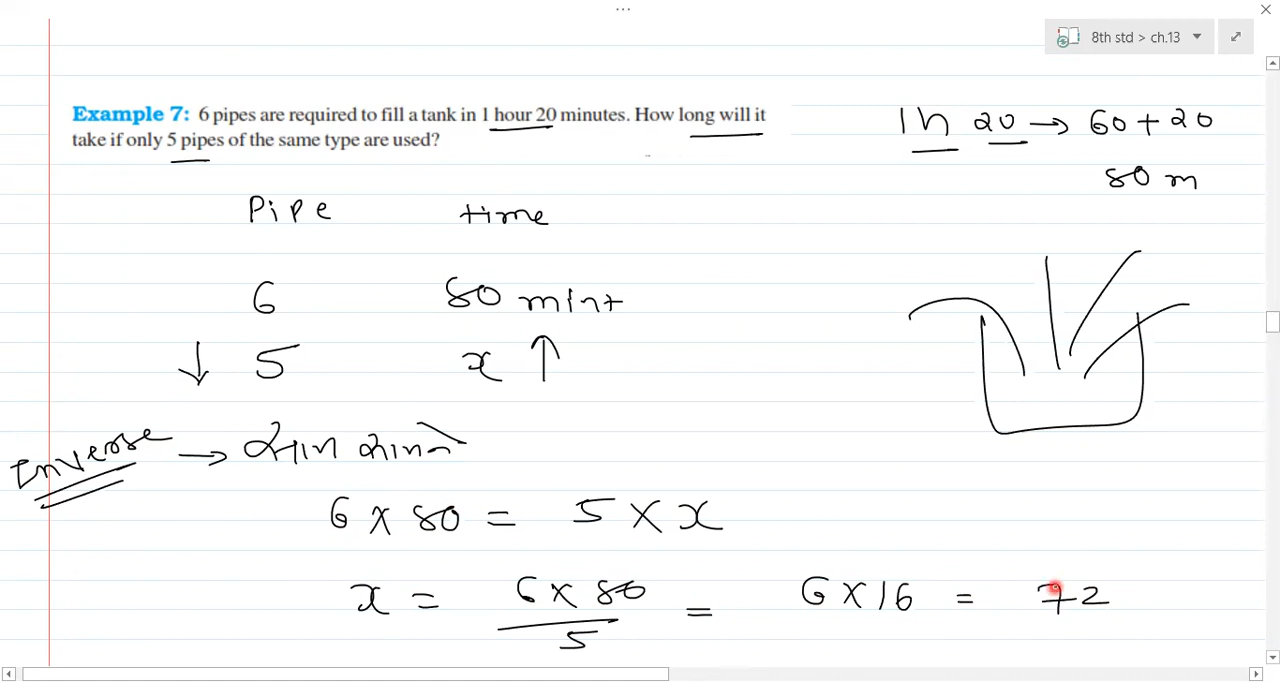 ...
8th std > ch.13
Example 7: 6 pipes are required to fill a tank in 1 hour 20 minutes. How long will it
take if only 5 pipes of the same type are used?
1h 20 → 60 + 20
80 m
Pipe time
6 80 mint
↓ 5 x ↑
Inverse →
6 × 80 = 5 × x
x = 6 × 80 / 5 = 6 × 16 = 72